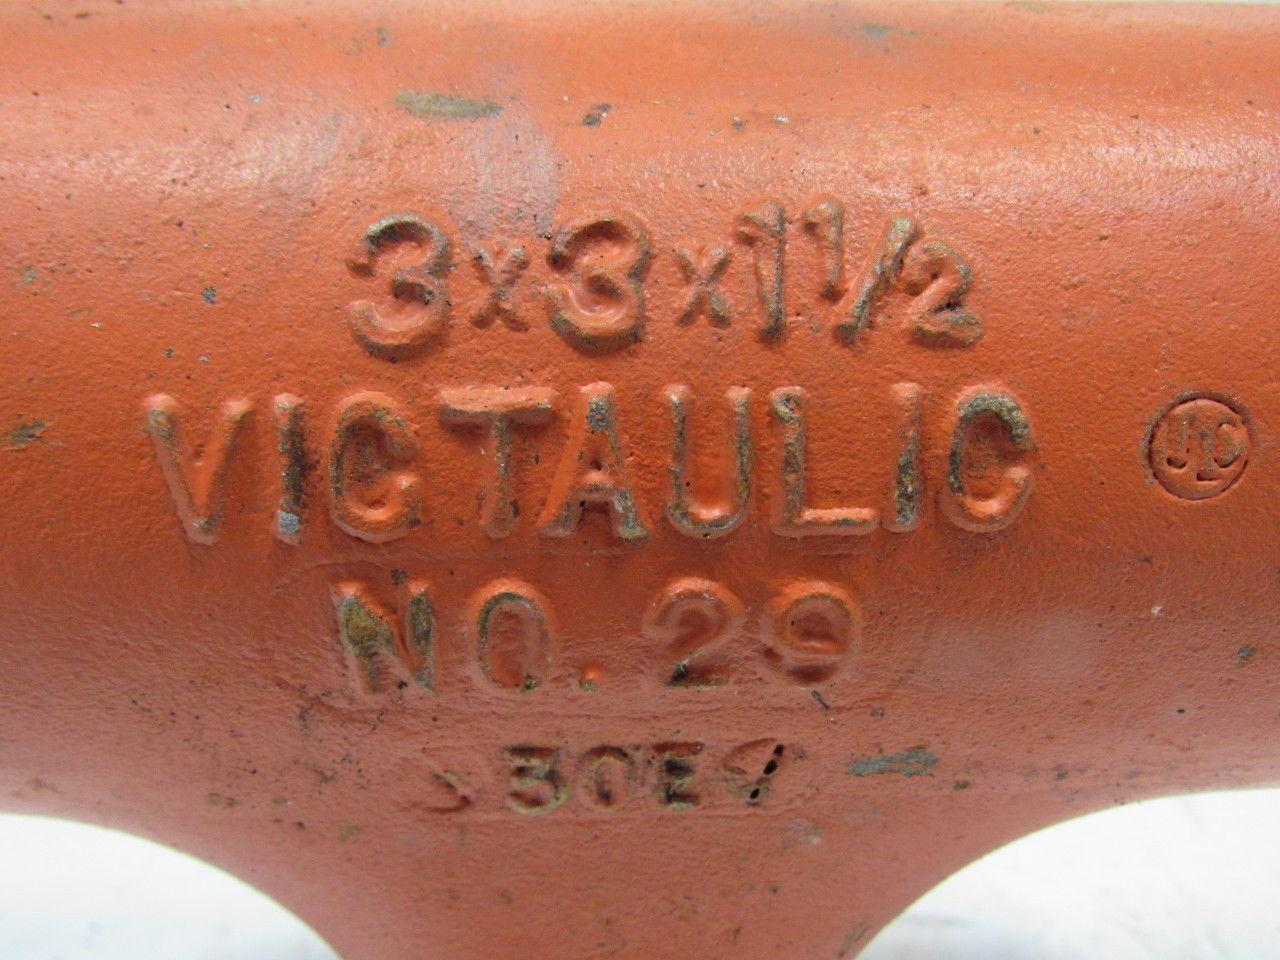 3x3x1 1/2
VICTAULIC
NO. 29